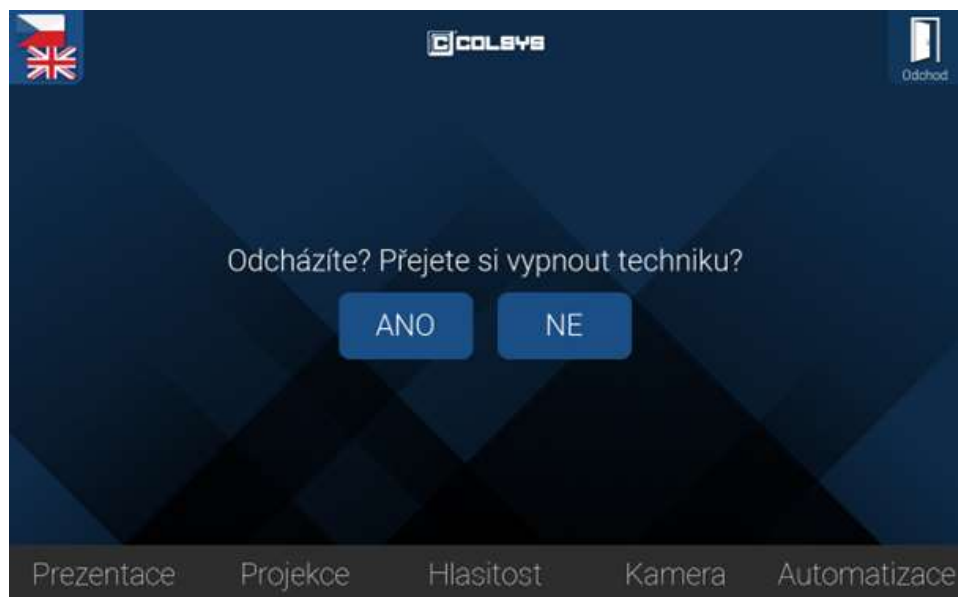 COLSYS
Odchod
Odcházíte? Přejete si vypnout techniku?
ANO NE
Prezentace Projekce Hlasitost Kamera Automatizace